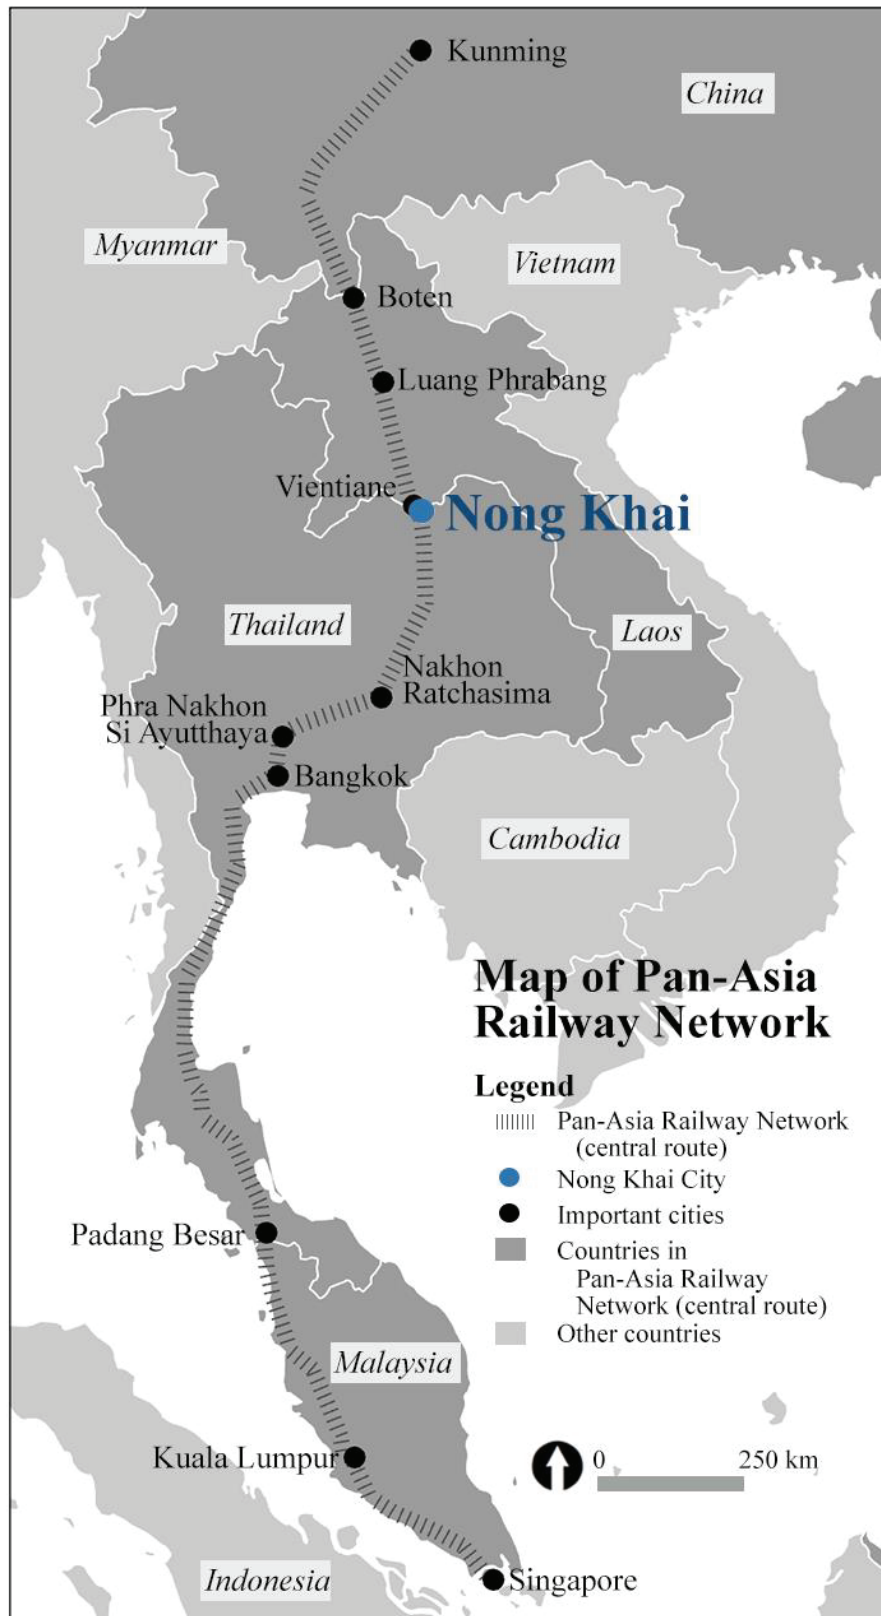 Kunming
China
Myanmar
Vietnam
Boten
Luang Phrabang
Vientiane
Nong Khai
Thailand
Laos
Nakhon
Ratchasima
Phra Nakhon
Si Ayutthaya
Bangkok
Cambodia
Map of Pan-Asia
Railway Network
Legend
Pan-Asia Railway Network
(central route)
Nong Khai City
Important cities
Countries in
Pan-Asia Railway
Network (central route)
Other countries
Padang Besar
Malaysia
Kuala Lumpur
0 250 km
Indonesia
Singapore